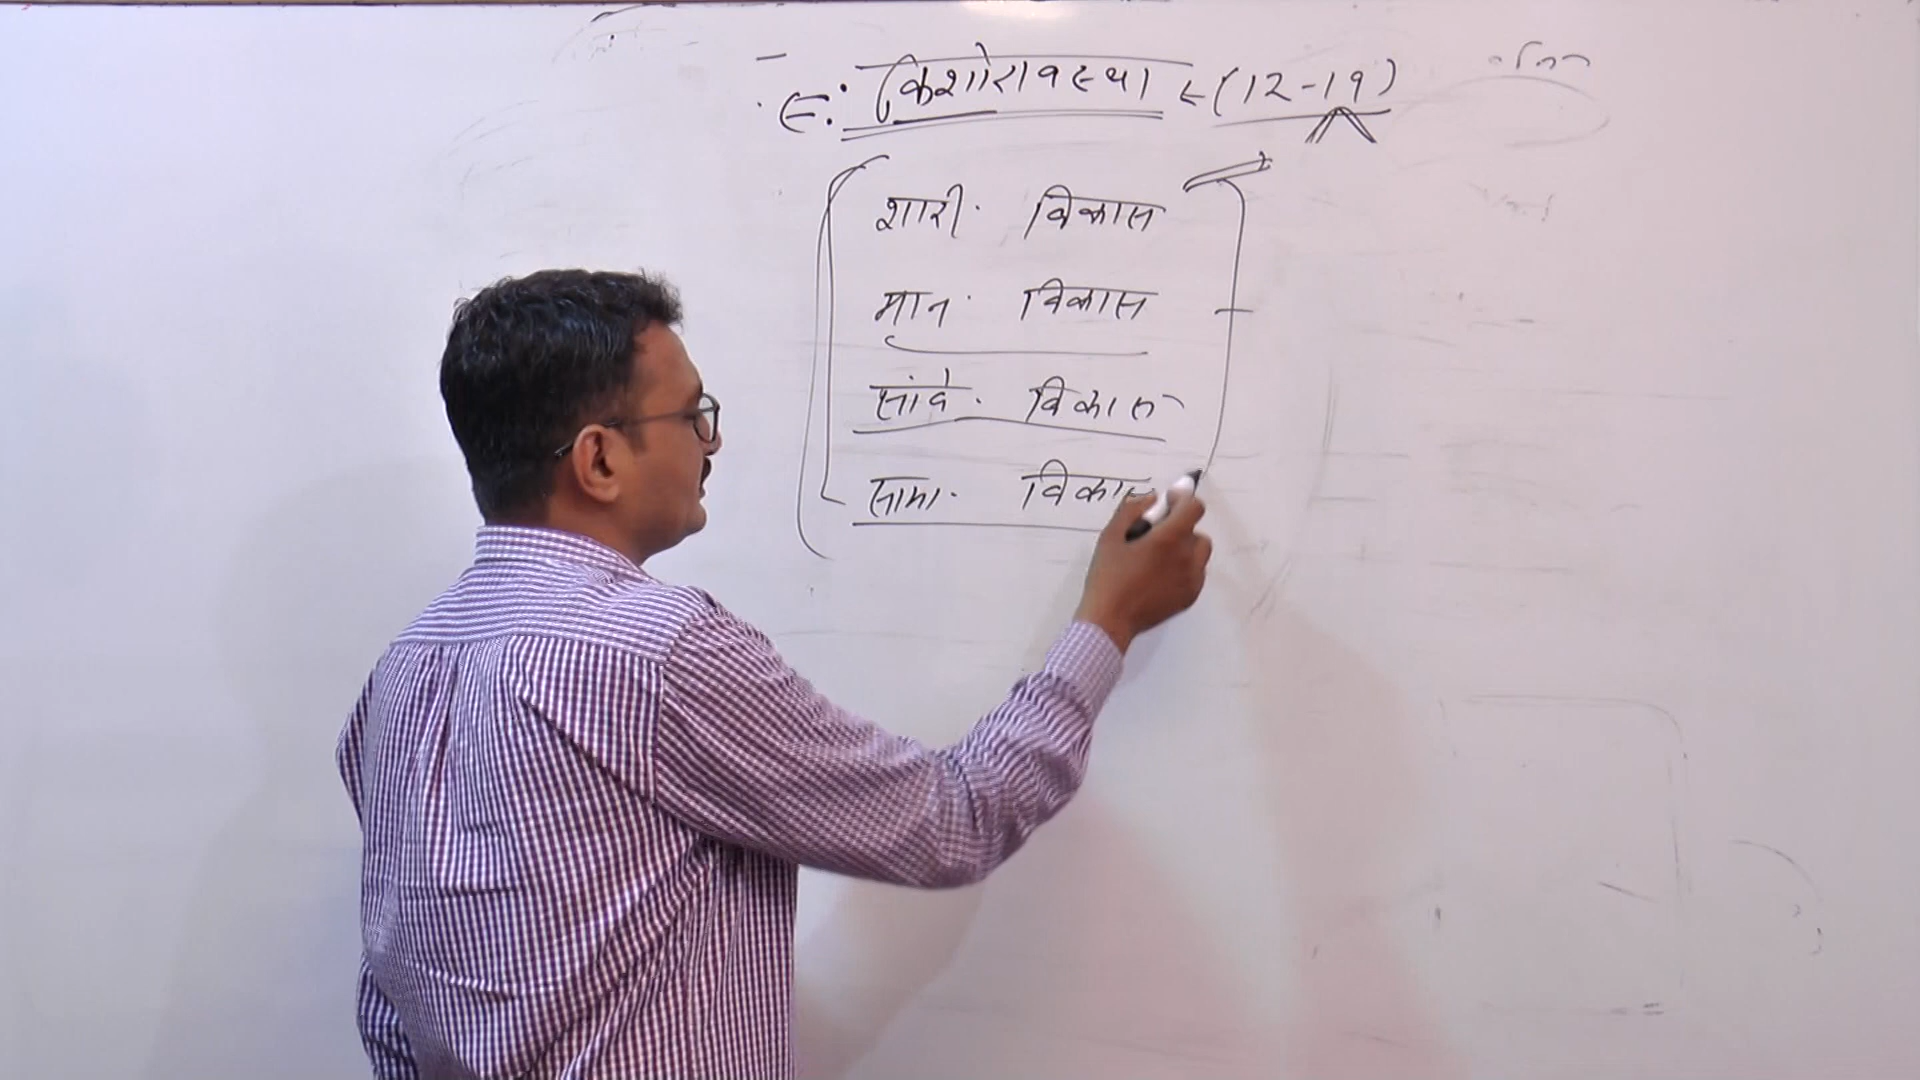 किशोरावस्था (12-19)
शारी. विकास
मान. विकास
सांवे. विकास
सामा. विकास